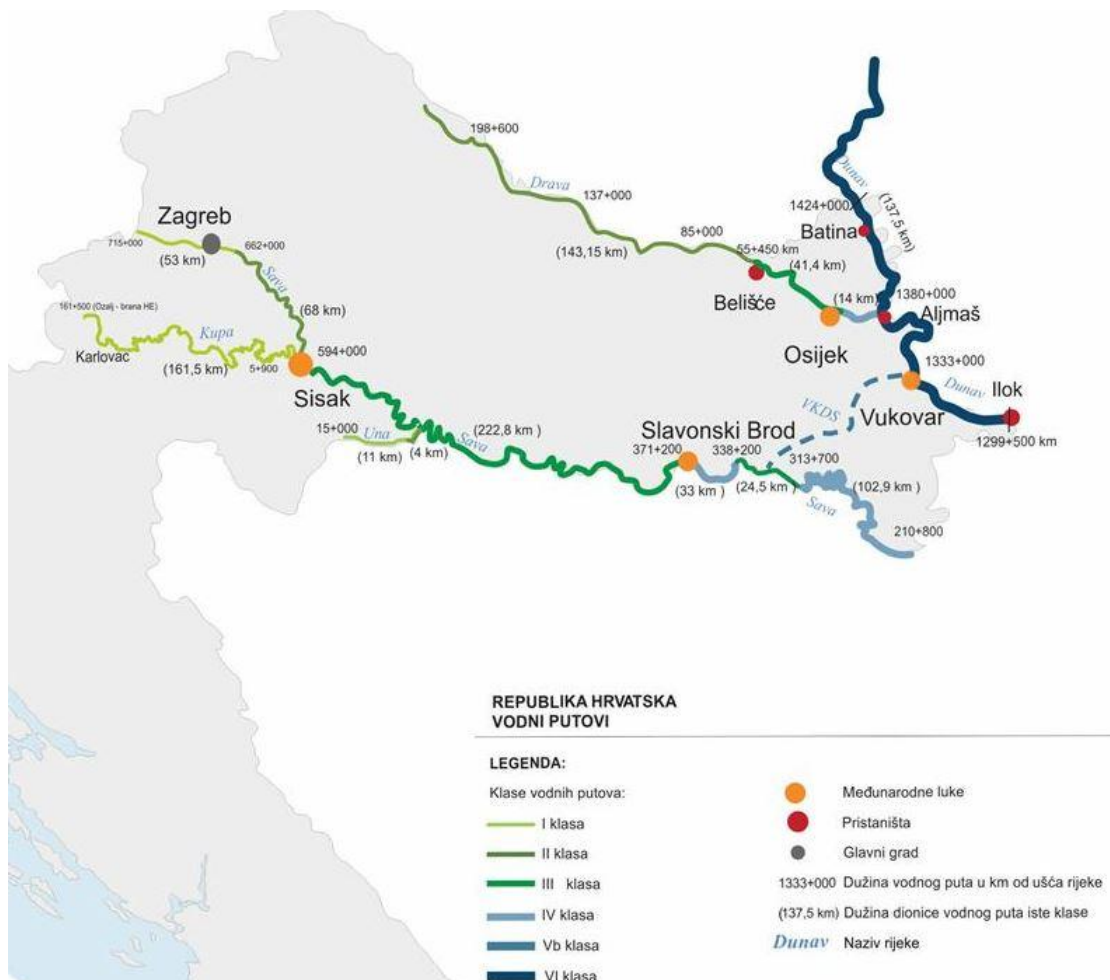 198+600
Drava
137+000
(143,15 km)
85+000
55+450 km
(41,4 km)
Belišće
(14 km)
Osijek
Dunav
1424+000
(137,5 km)
Batina
1380+000
Aljmaš
1333+000
Dunav
Ilok
Vukovar
1299+500 km
VKDS
Zagreb
715+000
(53 km)
662+000
Sava
(68 km)
161+500 (Ozalj - brana HE)
Kupa
Karlovac
(161,5 km)
5+900
594+000
Sisak
15+000
Una
(11 km)
(4 km)
Sava
(222,8 km )
Slavonski Brod
371+200
338+200
313+700
(33 km )
(24,5 km )
Sava
(102,9 km )
210+800
REPUBLIKA HRVATSKA
VODNI PUTOVI
LEGENDA:
Klase vodnih putova:
I klasa
II klasa
III klasa
IV klasa
Vb klasa
VI klasa
Međunarodne luke
Pristaništa
Glavni grad
1333+000 Dužina vodnog puta u km od ušća rijeke
(137,5 km) Dužina dionice vodnog puta iste klase
Dunav Naziv rijeke